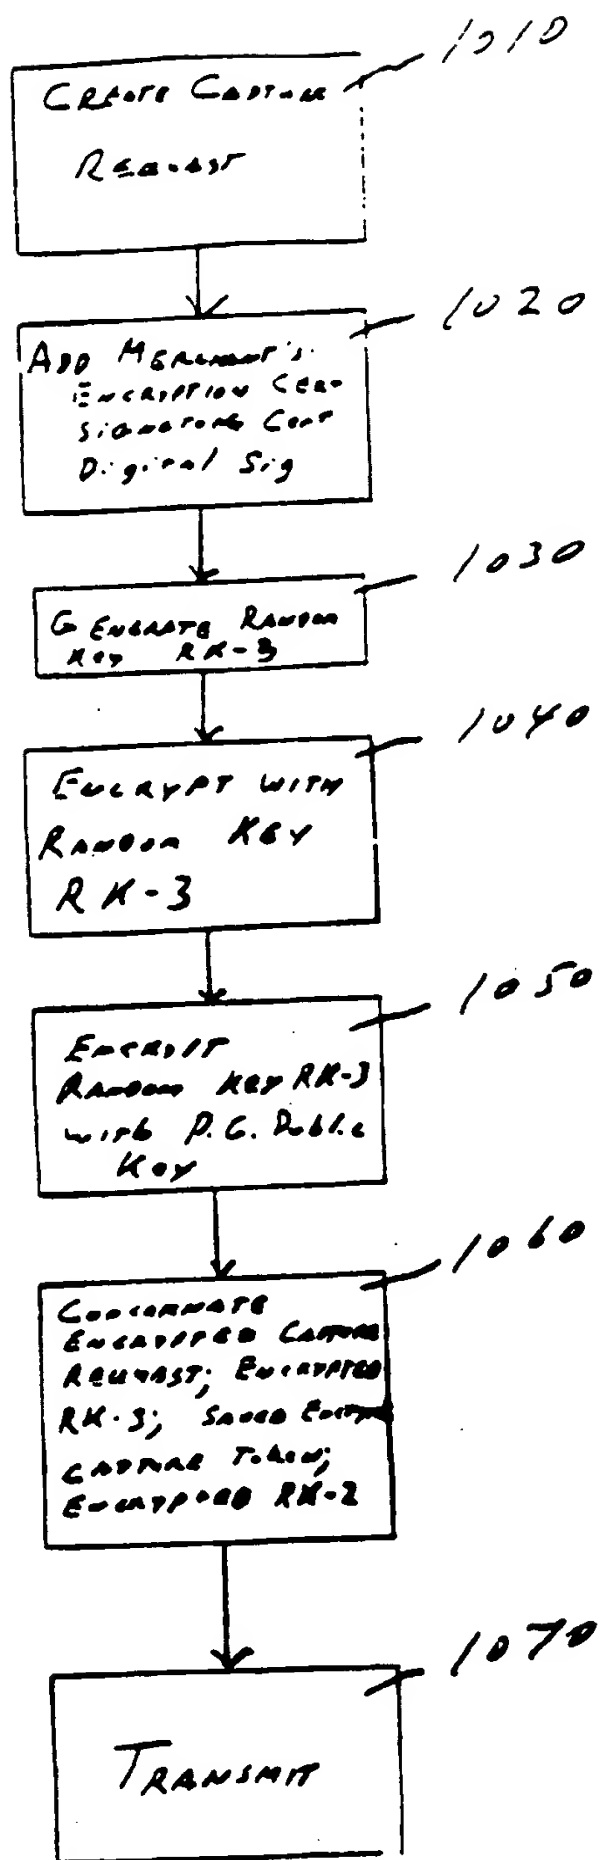 1010
CREATE CAPTURE
REQUEST
1020
ADD MERCHANT'S
ENCRYPTION CERT
SIGNATURE CERT
Digital Sig
1030
GENERATE RANDOM
KEY RK-3
1040
ENCRYPT WITH
RANDOM KEY
RK-3
1050
ENCRYPT
RANDOM KEY RK-3
with P.G. Public
Key
1060
CONCATENATE
ENCRYPTED CAPTURE
REQUEST; ENCRYPTED
RK-3; SAVED
CAPTURE TOKEN;
ENCRYPTED RK-2
1070
TRANSMIT